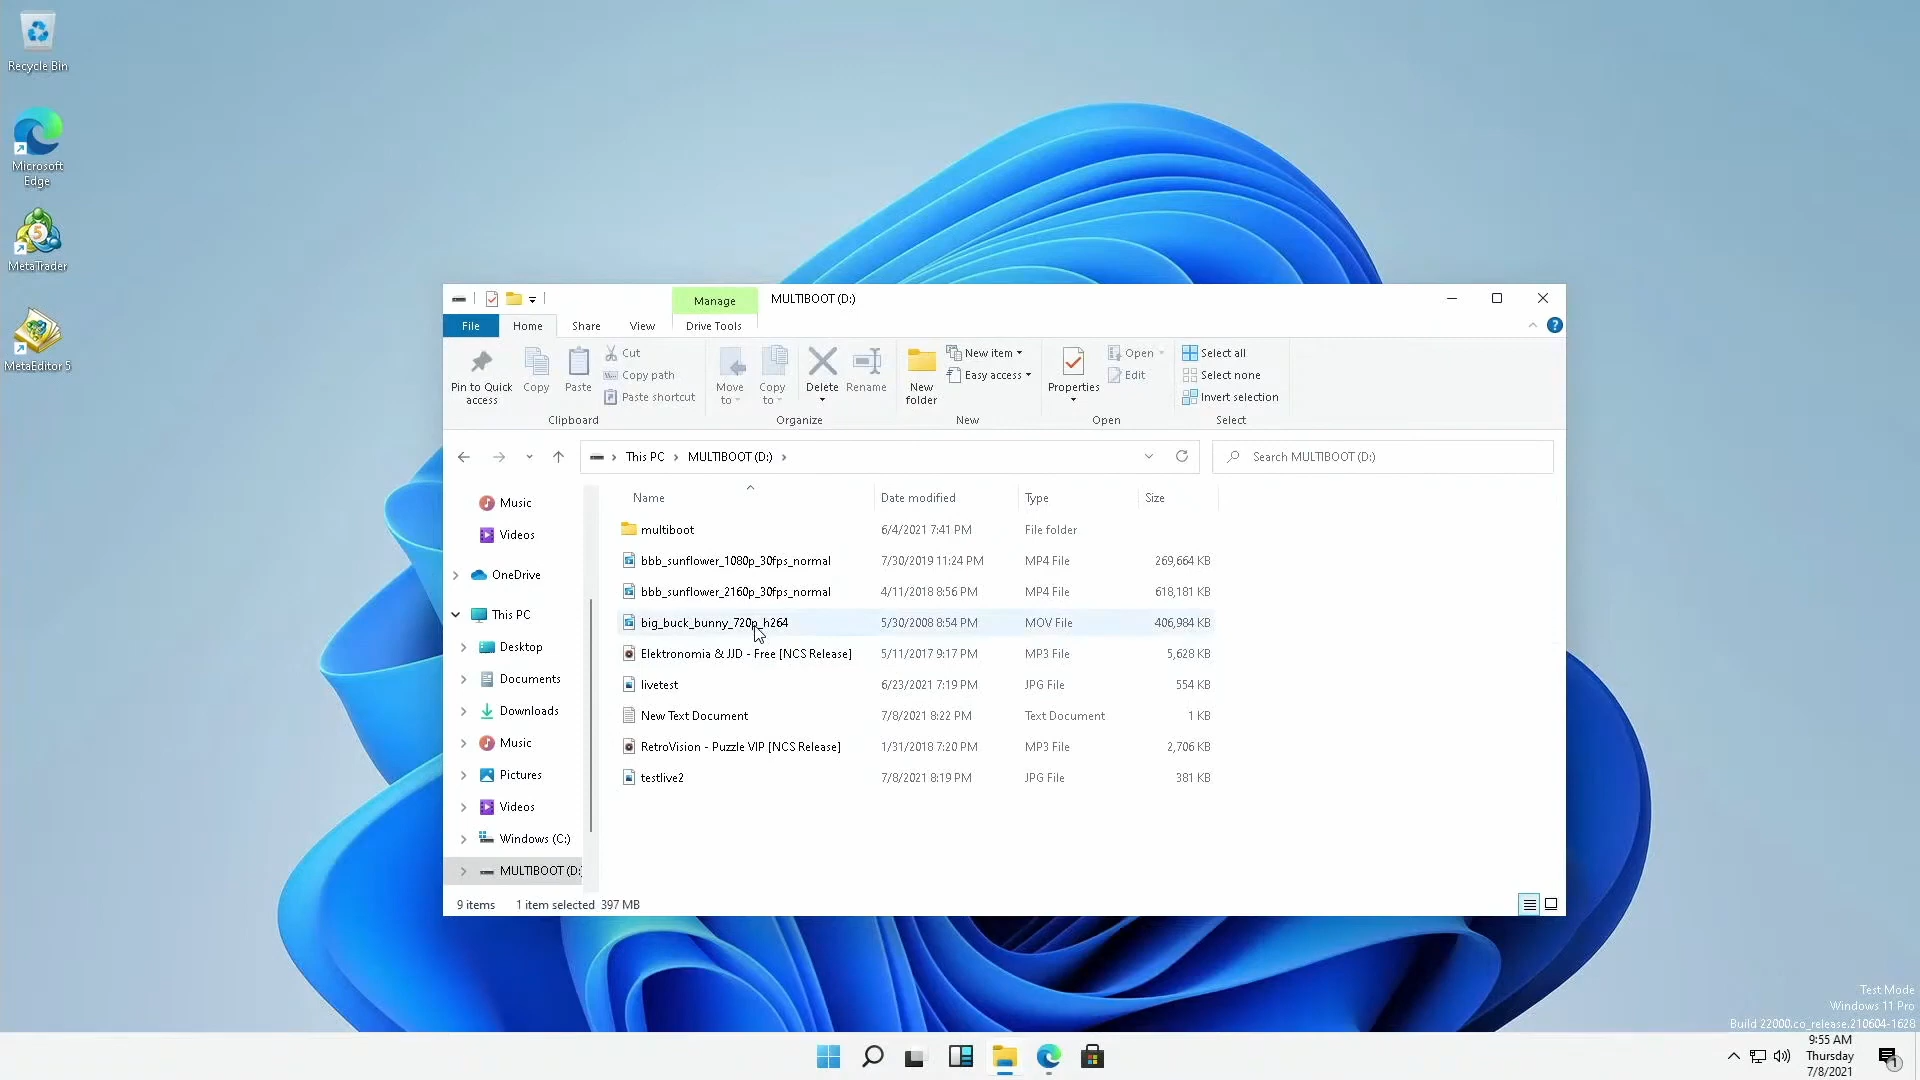 Recycle Bin
Microsoft
Edge
5
MetaTrader
MetaEditor 5
Manage
MULTIBOOT (D:)
File
Home
Share
View
Drive Tools
?
Pin to Quick
access
Copy
Paste
Cut
Copy path
Paste shortcut
Clipboard
Move
to
Copy
to
Delete
Rename
Organize
New
folder
New item
Easy access
New
Properties
Open
Edit
Open
Select all
Select none
Invert selection
Select
This PC
MULTIBOOT (D:)
Search MULTIBOOT (D:)
Music
Videos
OneDrive
This PC
Desktop
Documents
Downloads
Music
Pictures
Videos
Windows (C:)
MULTIBOOT (D:
Name Date modified Type Size
multiboot 6/4/2021 7:41 PM File folder
bbb_sunflower_1080p_30fps_normal 7/30/2019 11:24 PM MP4 File 269,664 KB
bbb_sunflower_2160p_30fps_normal 4/11/2018 8:56 PM MP4 File 618,181 KB
big_buck_bunny_720p_h264 5/30/2008 8:54 PM MOV File 406,984 KB
Elektronomia & JJD - Free [NCS Release] 5/11/2017 9:17 PM MP3 File 5,628 KB
livetest 6/23/2021 7:19 PM JPG File 554 KB
New Text Document 7/8/2021 8:22 PM Text Document 1 KB
RetroVision - Puzzle VIP [NCS Release] 1/31/2018 7:20 PM MP3 File 2,706 KB
testlive2 7/8/2021 8:19 PM JPG File 381 KB
9 items 1 item selected 397 MB
Test Mode
Windows 11 Pro
Build 22000.co_release.210604-1628
9:55 AM
Thursday
7/8/2021
1